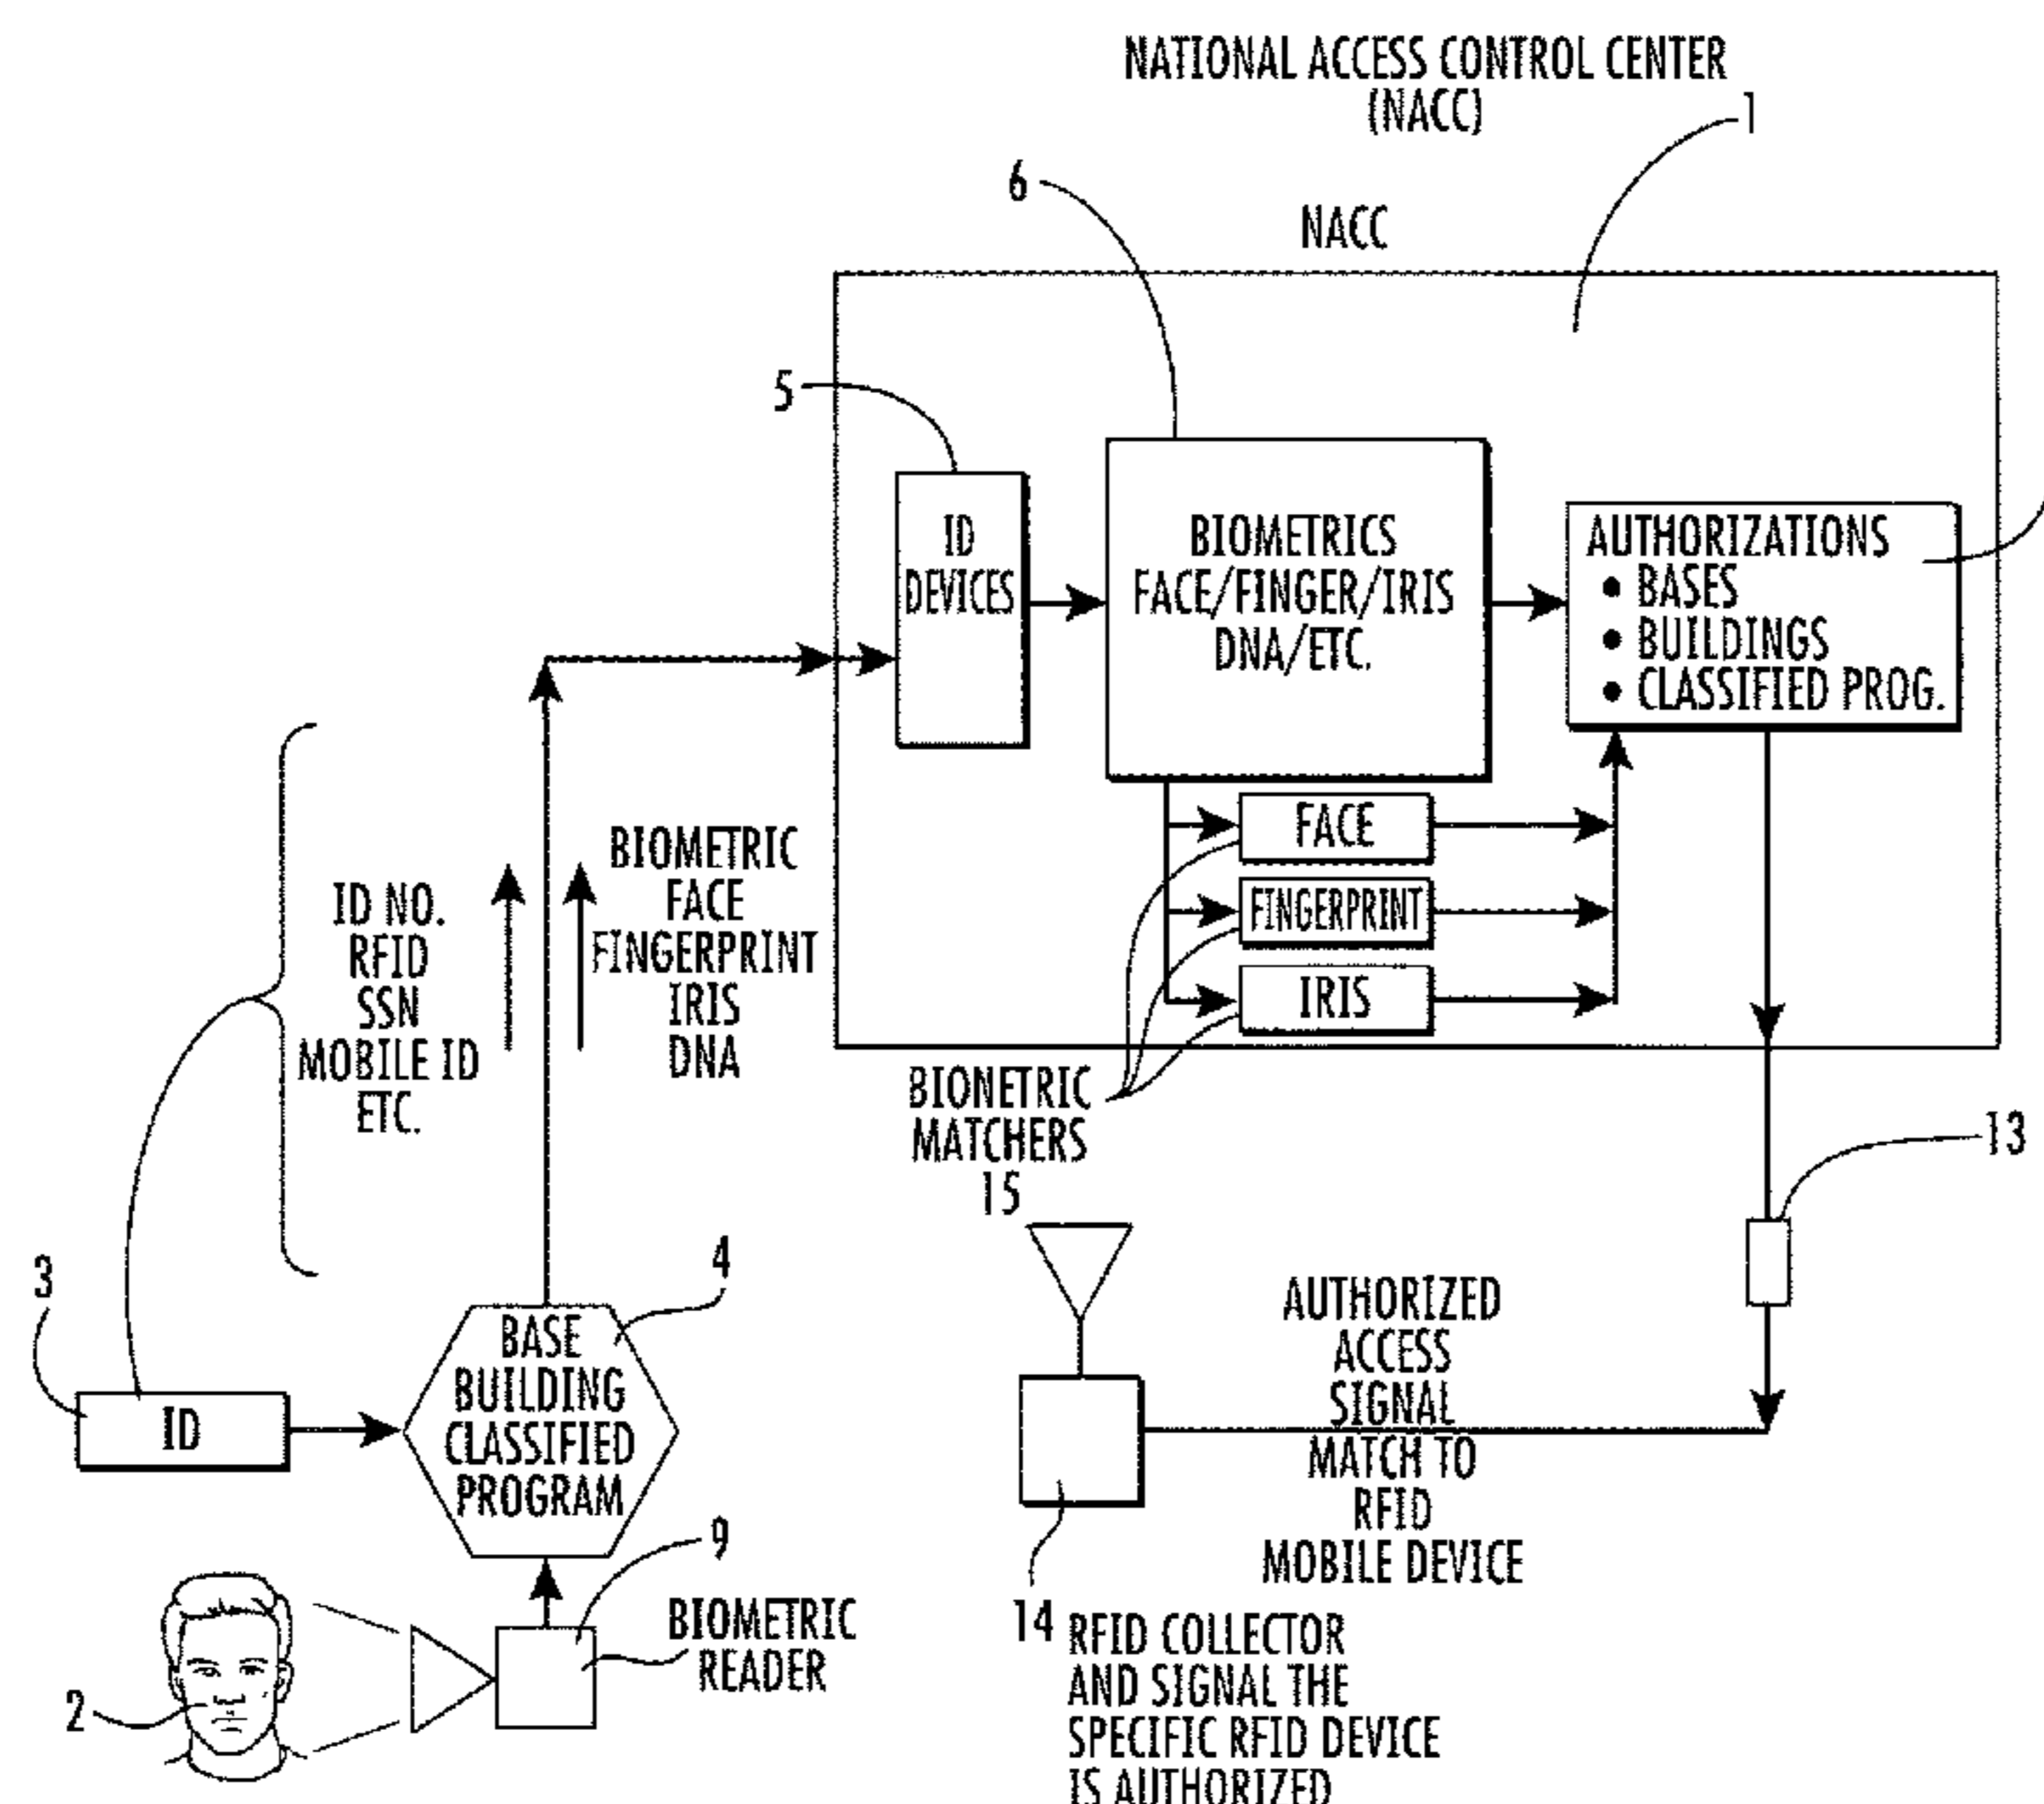 NATIONAL ACCESS CONTROL CENTER
(NACC)
1
6
NACC
5
ID
DEVICES
BIOMETRICS
FACE/FINGER/IRIS
DNA/ETC.
AUTHORIZATIONS
• BASES
• BUILDINGS
• CLASSIFIED PROG.
FACE
FINGERPRINT
IRIS
BIONETRIC
MATCHERS
15
ID NO.
RFID
SSN
MOBILE ID
ETC.
BIOMETRIC
FACE
FINGERPRINT
IRIS
DNA
13
3
ID
4
BASE
BUILDING
CLASSIFIED
PROGRAM
9
BIOMETRIC
READER
2
AUTHORIZED
ACCESS
SIGNAL
MATCH TO
RFID
MOBILE DEVICE
14
RFID COLLECTOR
AND SIGNAL THE
SPECIFIC RFID DEVICE
IS AUTHORIZED